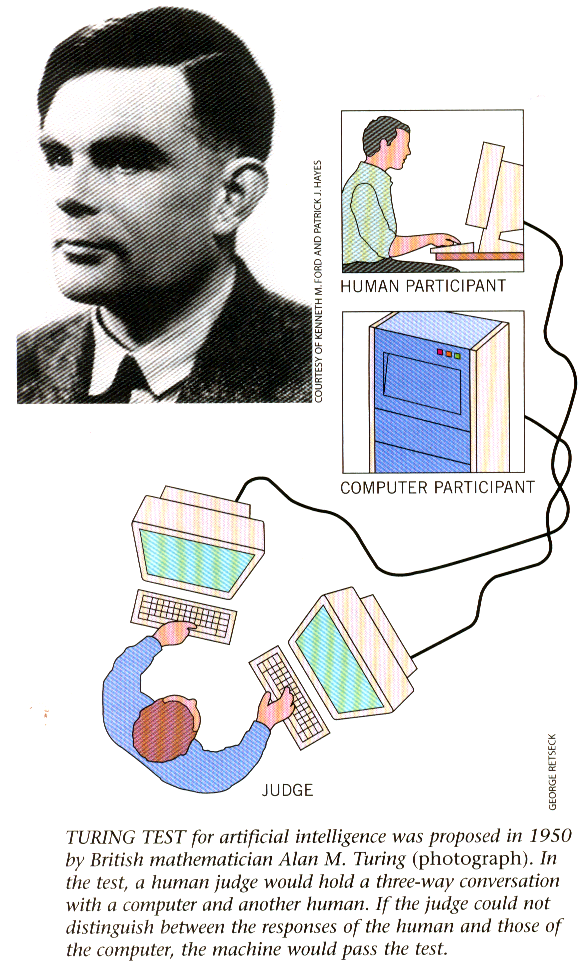 COURTESY OF KENNETH M. FORD AND PATRICK J. HAYES
HUMAN PARTICIPANT
COMPUTER PARTICIPANT
JUDGE
GEORGE RETSECK
TURING TEST for artificial intelligence was proposed in 1950
by British mathematician Alan M. Turing (photograph). In
the test, a human judge would hold a three-way conversation
with a computer and another human. If the judge could not
distinguish between the responses of the human and those of
the computer, the machine would pass the test.